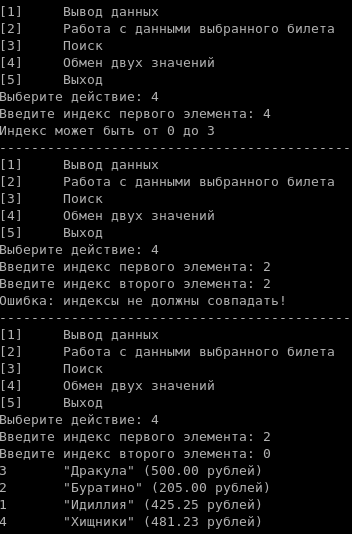 [1]     Вывод данных
[2]     Работа с данными выбранного билета
[3]     Поиск
[4]     Обмен двух значений
[5]     Выход
Выберите действие: 4
Введите индекс первого элемента: 4
Индекс может быть от 0 до 3
--------------------------------------------
[1]     Вывод данных
[2]     Работа с данными выбранного билета
[3]     Поиск
[4]     Обмен двух значений
[5]     Выход
Выберите действие: 4
Введите индекс первого элемента: 2
Введите индекс второго элемента: 2
Ошибка: индексы не должны совпадать!
--------------------------------------------
[1]     Вывод данных
[2]     Работа с данными выбранного билета
[3]     Поиск
[4]     Обмен двух значений
[5]     Выход
Выберите действие: 4
Введите индекс первого элемента: 2
Введите индекс второго элемента: 0
3       "Дракула" (500.00 рублей)
2       "Буратино" (205.00 рублей)
1       "Идиллия" (425.25 рублей)
4       "Хищники" (481.23 рублей)